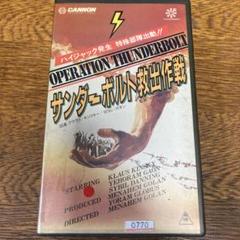 CANNON
ハイジャック発生 特殊部隊出動!!
OPERATION THUNDERBOLT
サンダーボルト救出作戦
STARRING KLAUS KINSKI
YEHORAM GAON
SYBIL DANNING
PRODUCED MENAHEM GOLAN
YORAM GLOBUS
DIRECTED MENAHEM GOLAN
0770